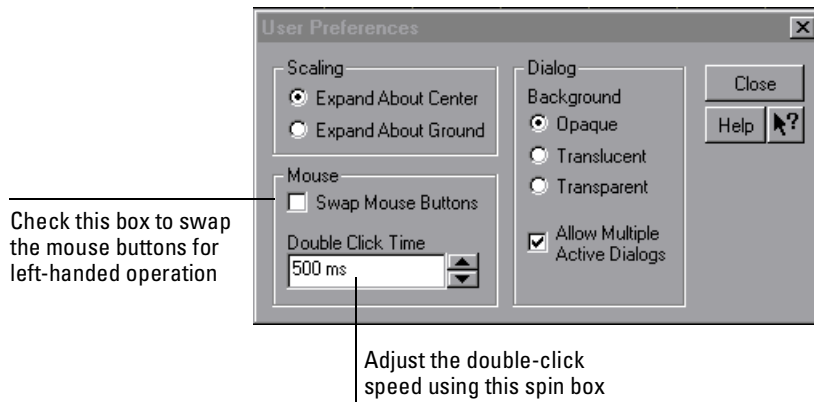 User Preferences
Scaling
Expand About Center
Expand About Ground
Mouse
Swap Mouse Buttons
Double Click Time
500 ms
Dialog
Background
Opaque
Translucent
Transparent
Allow Multiple
Active Dialogs
Close
Help
?
Check this box to swap
the mouse buttons for
left-handed operation
Adjust the double-click
speed using this spin box